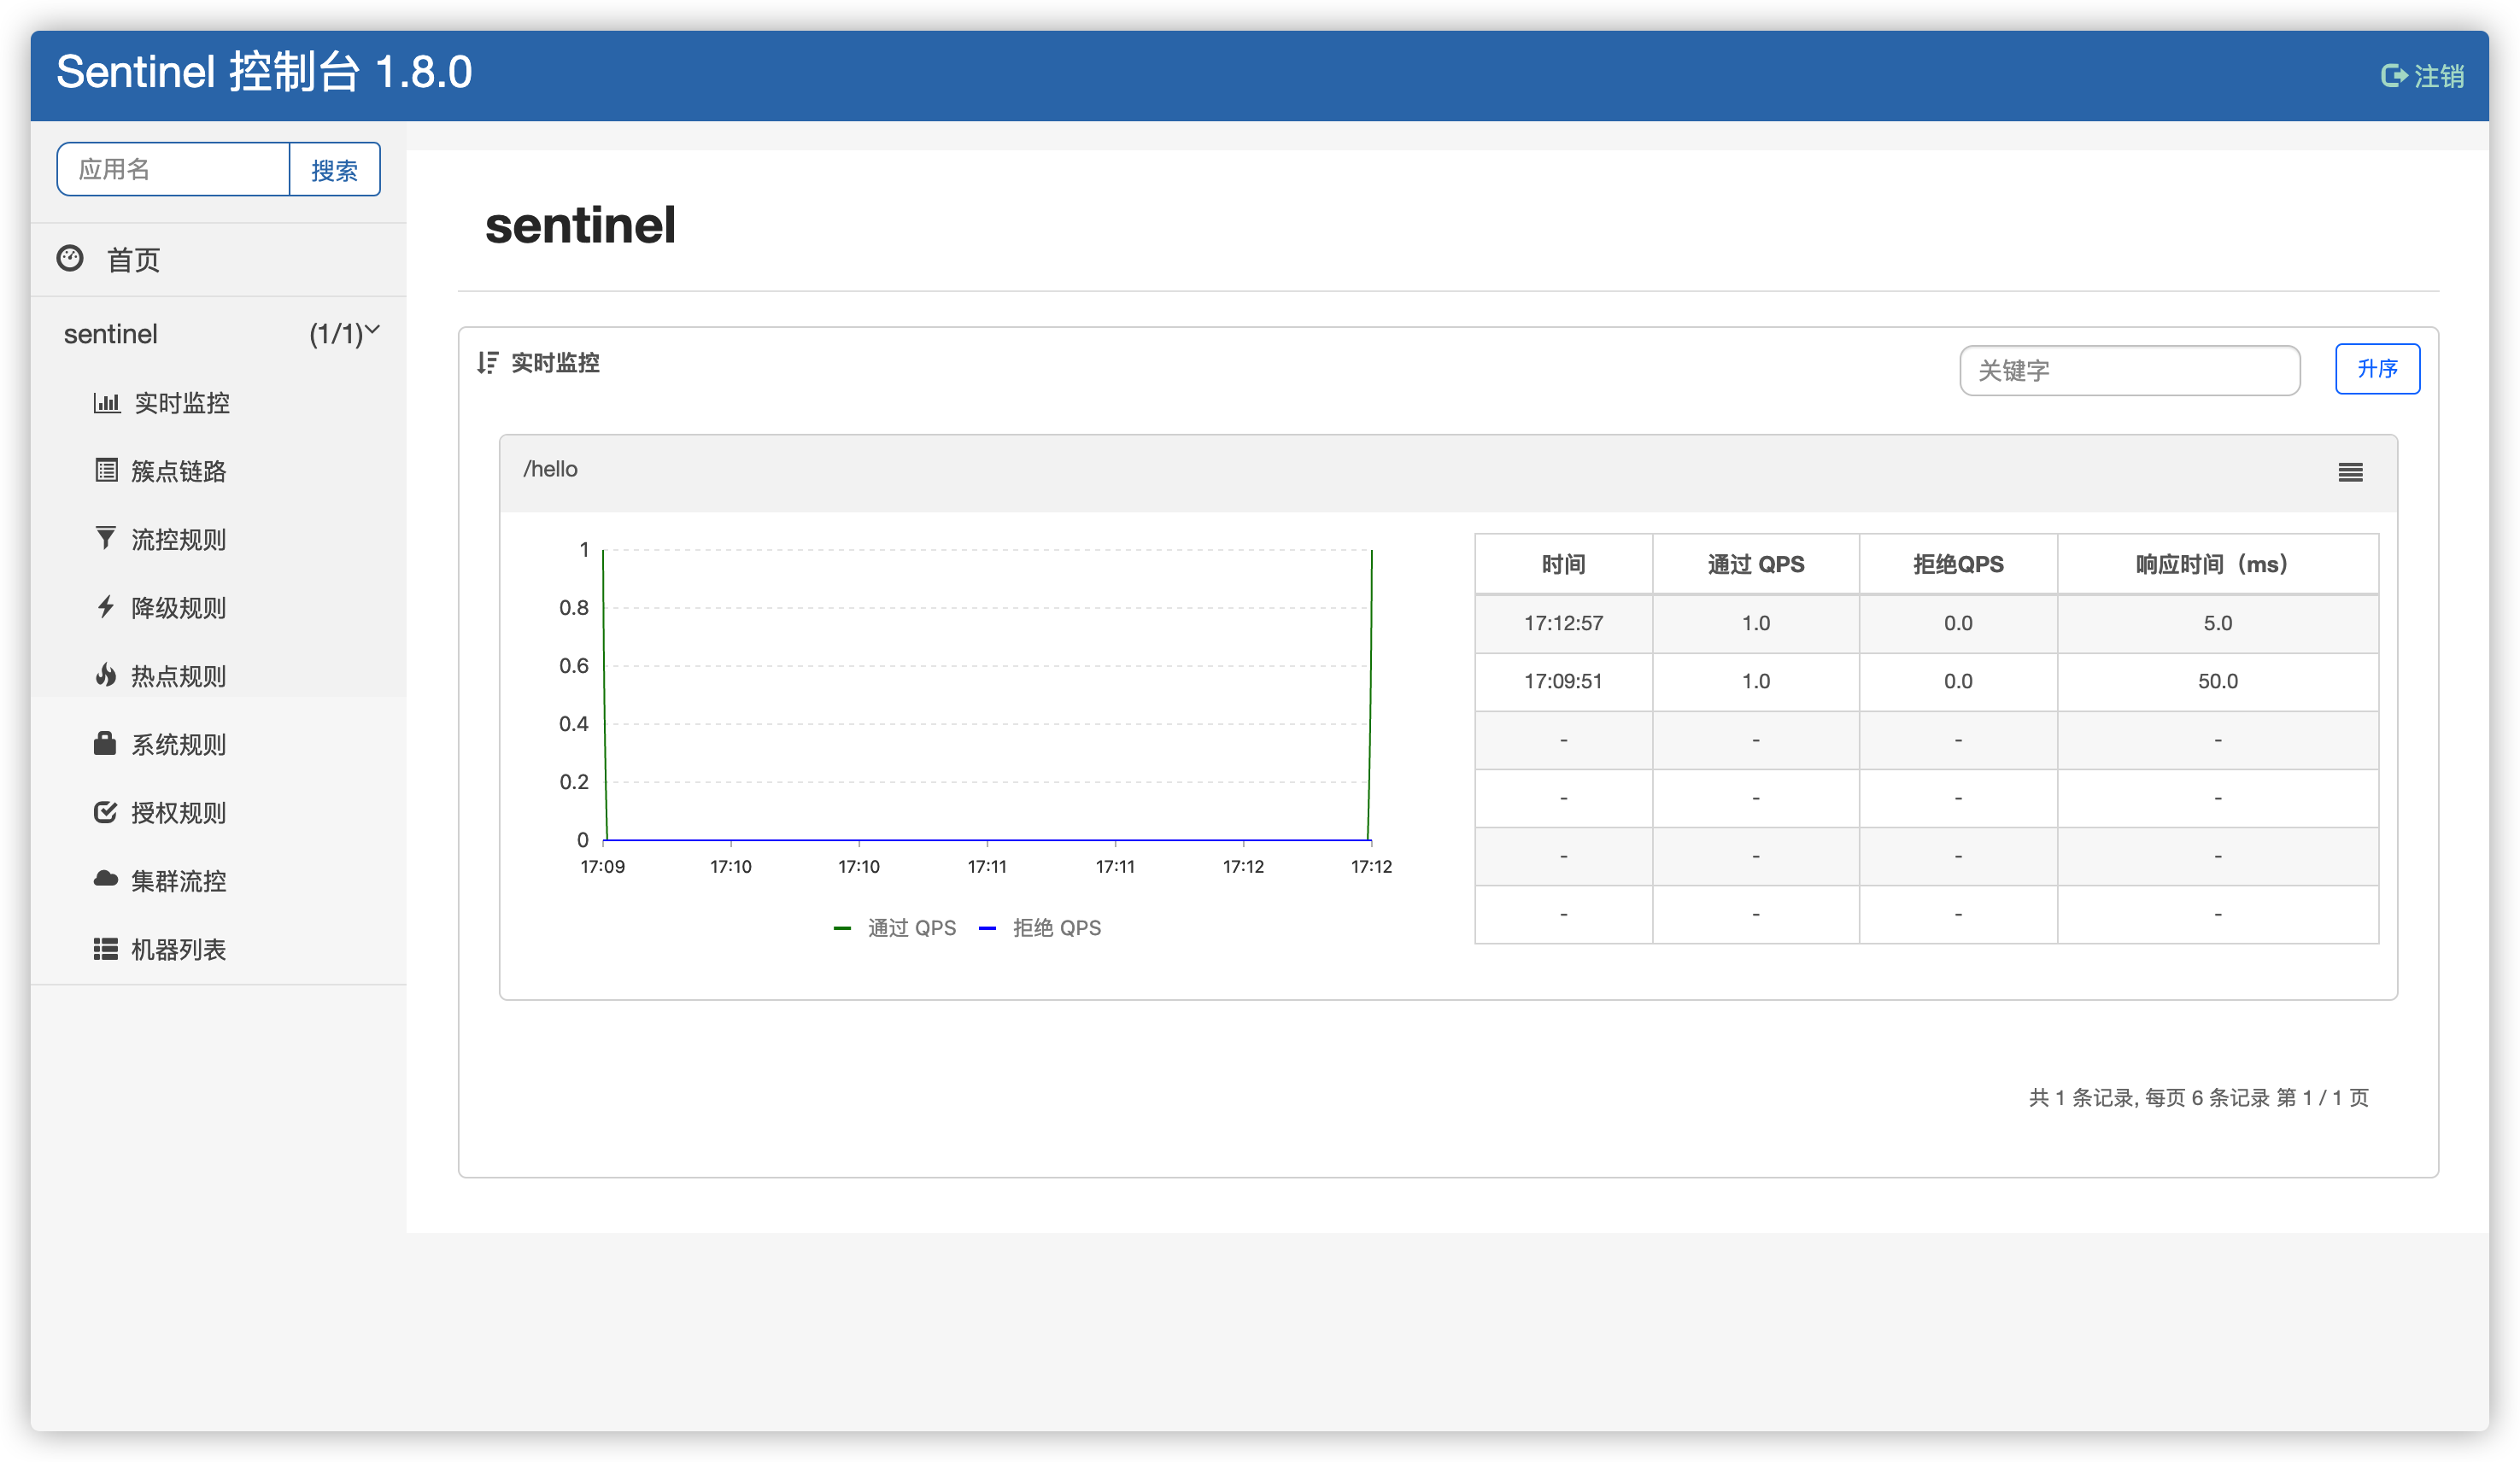 Sentinel 控制台 1.8.0
注销
应用名 搜索
首页
sentinel (1/1)
实时监控
簇点链路
流控规则
降级规则
热点规则
系统规则
授权规则
集群流控
机器列表
sentinel
实时监控
关键字 升序
/hello
1
0.8
0.6
0.4
0.2
0
17:09 17:10 17:10 17:11 17:11 17:12 17:12
通过 QPS 拒绝 QPS
时间 通过 QPS 拒绝QPS 响应时间（ms）
17:12:57 1.0 0.0 5.0
17:09:51 1.0 0.0 50.0
- - - -
- - - -
- - - -
- - - -
共 1 条记录, 每页 6 条记录 第 1 / 1 页